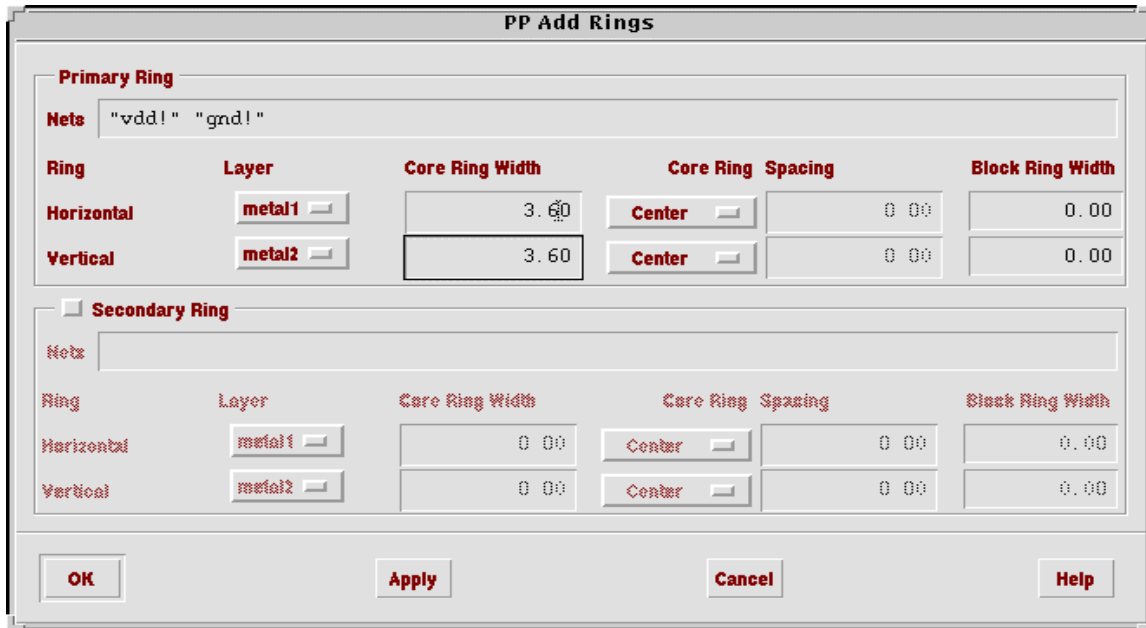 PP Add Rings
Primary Ring
Nets "vdd!" "gnd!"
Ring Layer Core Ring Width Core Ring Spacing Block Ring Width
Horizontal metal1 3.60 Center 0 00 0.00
Vertical metal2 3.60 Center 0 00 0.00
Secondary Ring
Nets
Ring Layer Core Ring Width Core Ring Spacing Block Ring Width
Horizontal metal1 0 00 Center 0 00 0.00
Vertical metal2 0 00 Center 0 00 0.00
OK Apply Cancel Help